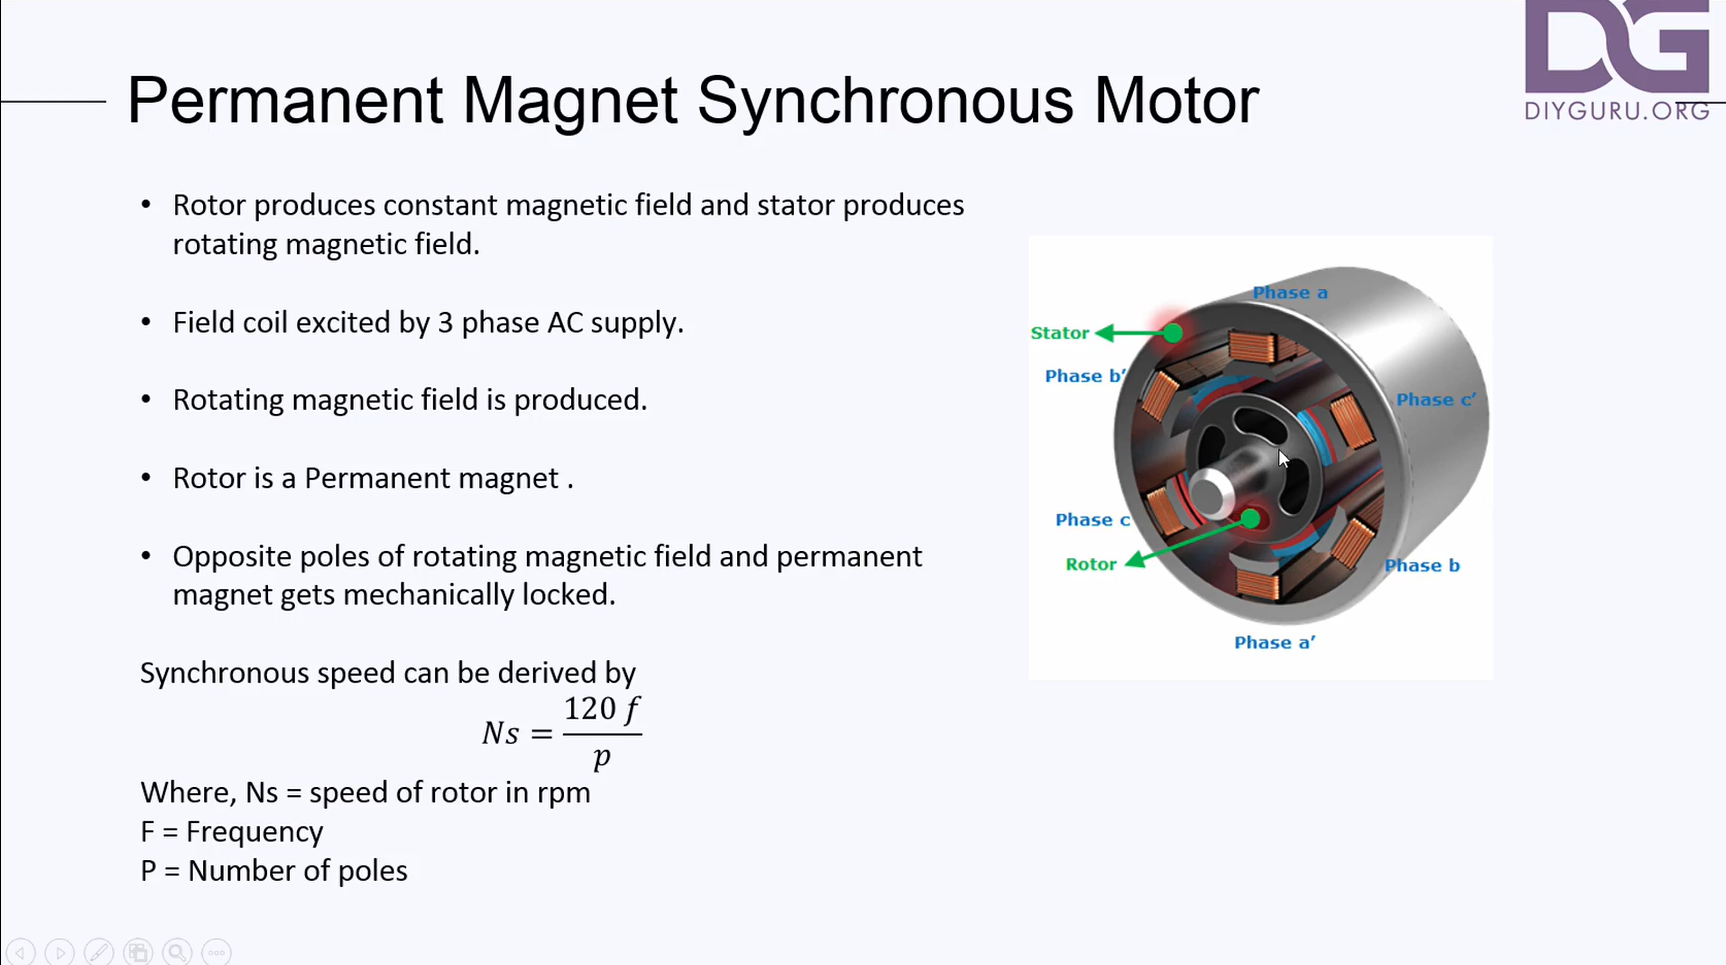 DG
DIYGURU.ORG
Permanent Magnet Synchronous Motor
• Rotor produces constant magnetic field and stator produces
rotating magnetic field.
• Field coil excited by 3 phase AC supply.
• Rotating magnetic field is produced.
• Rotor is a Permanent magnet .
• Opposite poles of rotating magnetic field and permanent
magnet gets mechanically locked.
Synchronous speed can be derived by
Ns = 120 f / p
Where, Ns = speed of rotor in rpm
F = Frequency
P = Number of poles
Phase a
Stator
Phase b’
Phase c’
Phase c
Rotor
Phase b
Phase a’